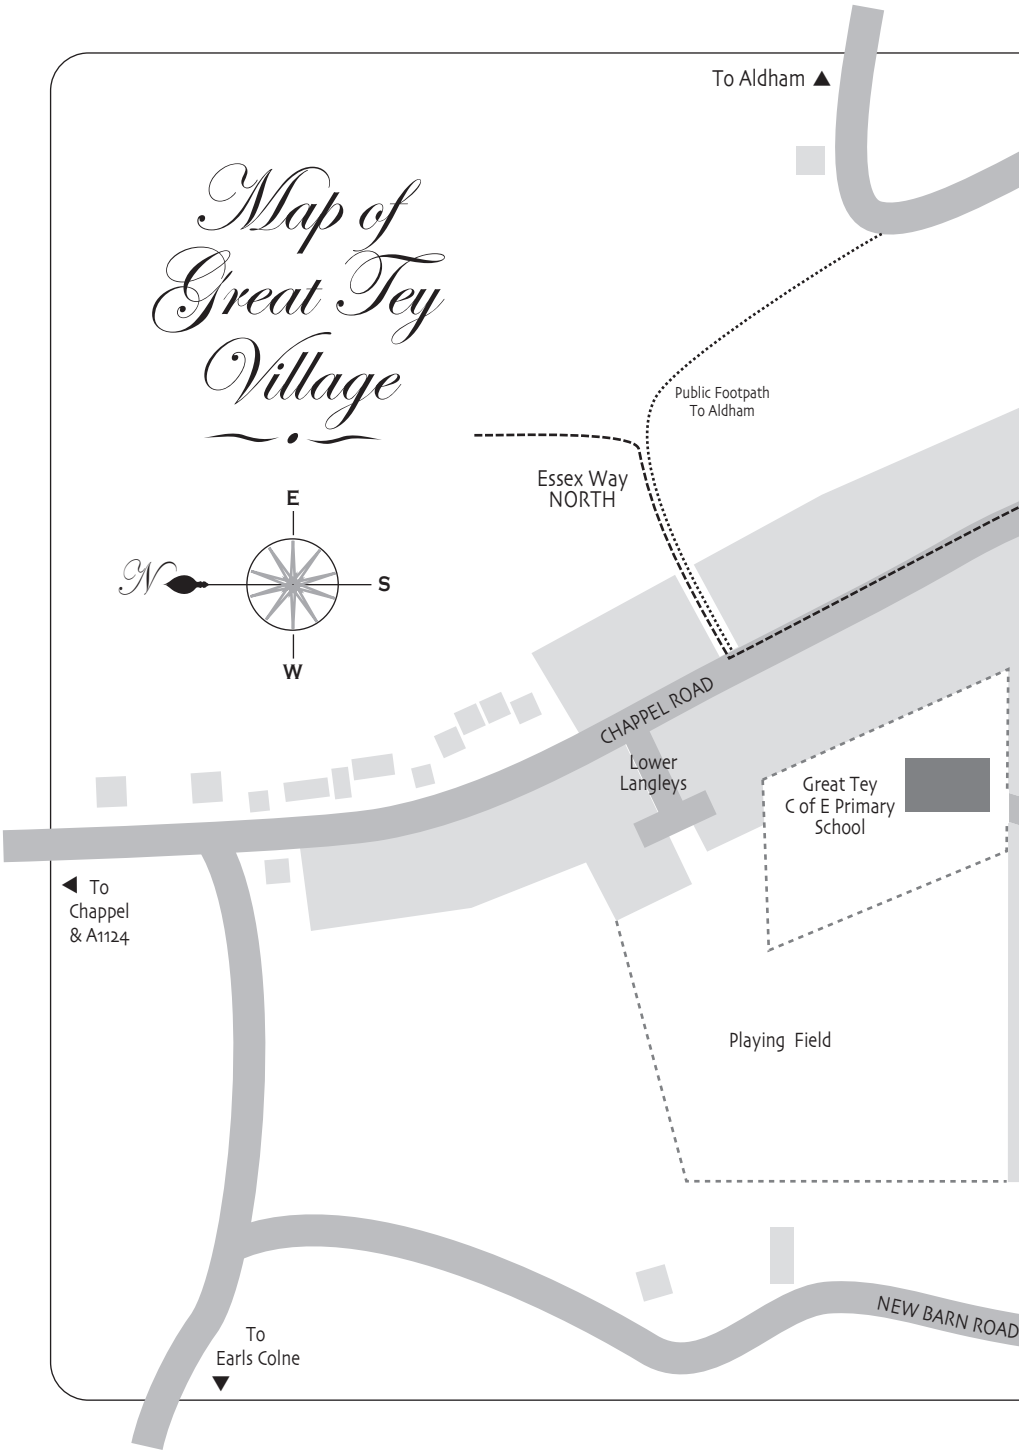 To Aldham
Map of
Great Tey
Village
Public Footpath
To Aldham
Essex Way
NORTH
E
N
S
W
CHAPPEL ROAD
Lower
Langleys
Great Tey
C of E Primary
School
To
Chappel
& A1124
Playing Field
NEW BARN ROAD
To
Earls Colne